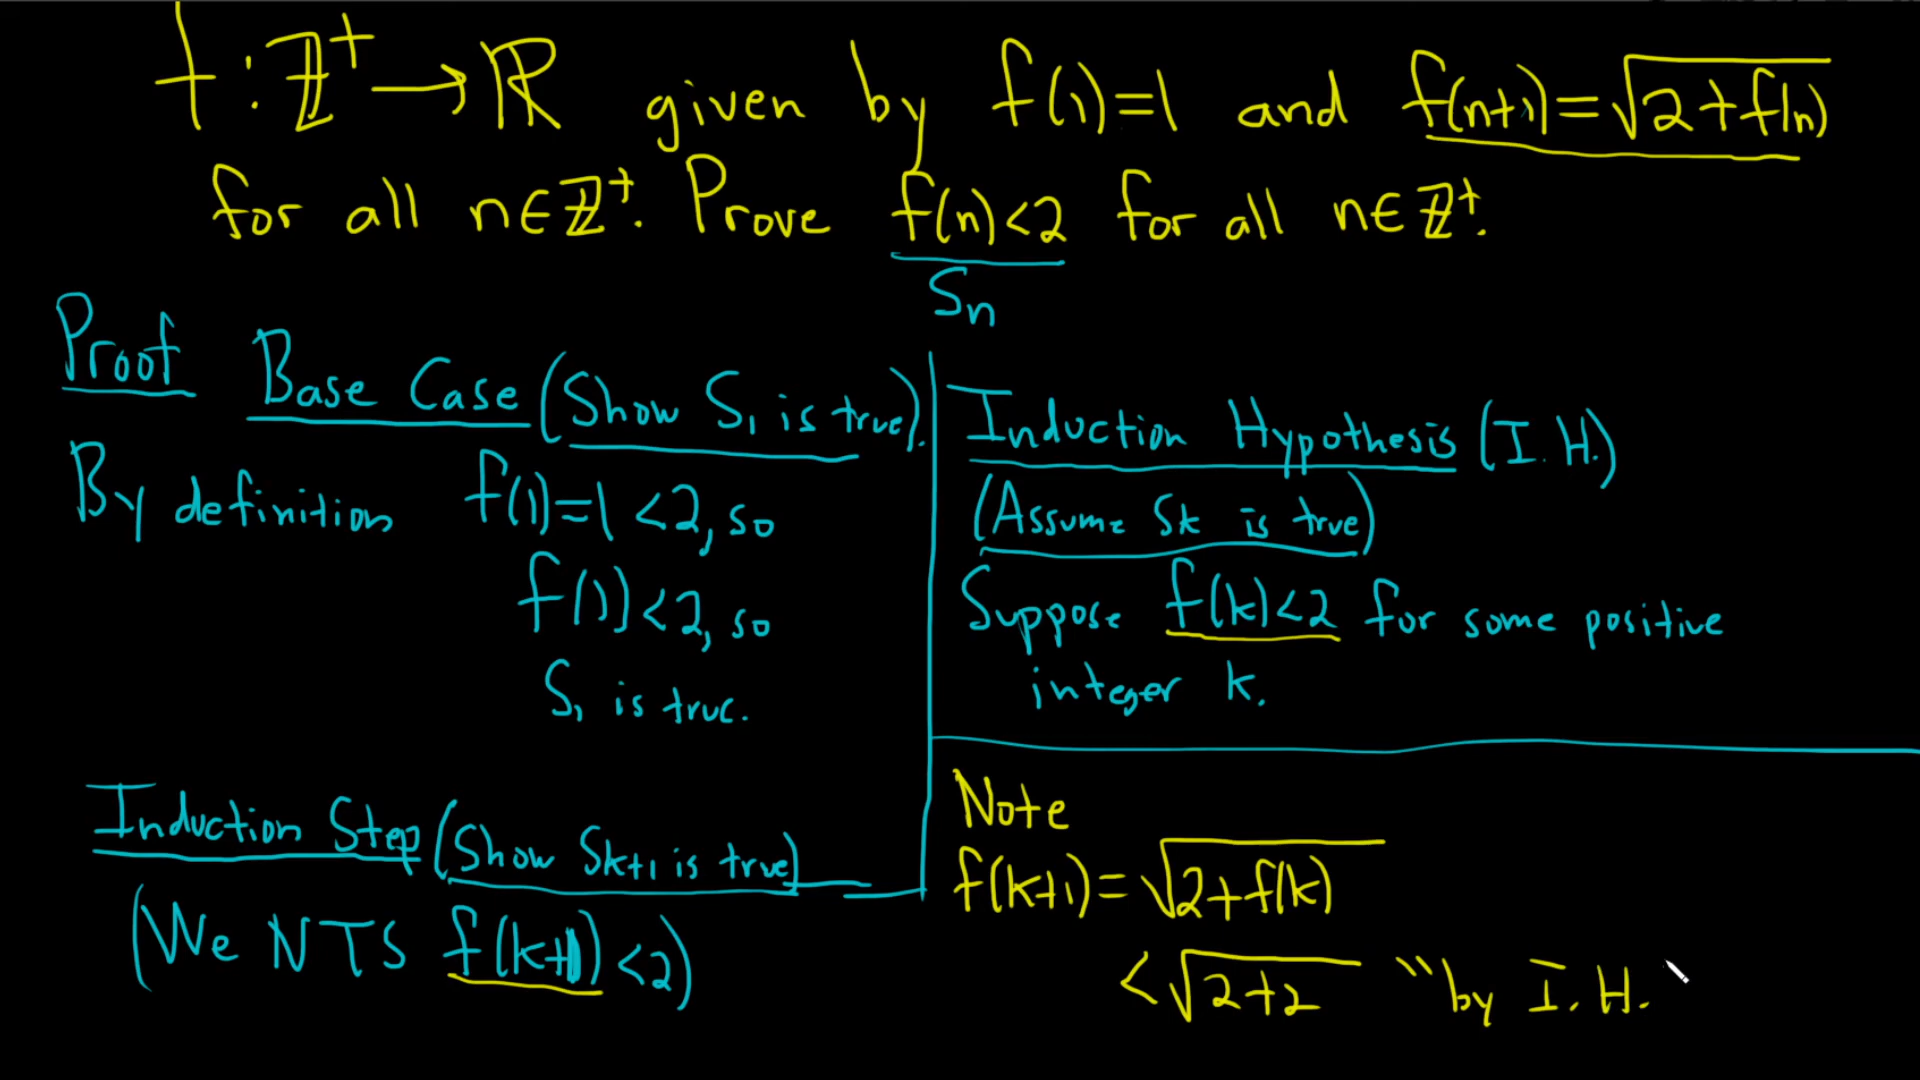 f : ℤ⁺ → ℝ given by f(1)=1 and f(n+1)=√(2+f(n))
for all n∈ℤ⁺. Prove f(n)<2 for all n∈ℤ⁺.
Sn
Proof Base Case (Show S₁ is true).
By definition f(1)=1<2, so
f(1)<2, so
S₁ is true.
Induction Hypothesis (I.H.)
(Assume Sk is true)
Suppose f(k)<2 for some positive
integer k.
Induction Step (Show Sk+1 is true)
(We NTS f(k+1)<2)
Note
f(k+1)=√(2+f(k))
<√(2+2) "by I.H.